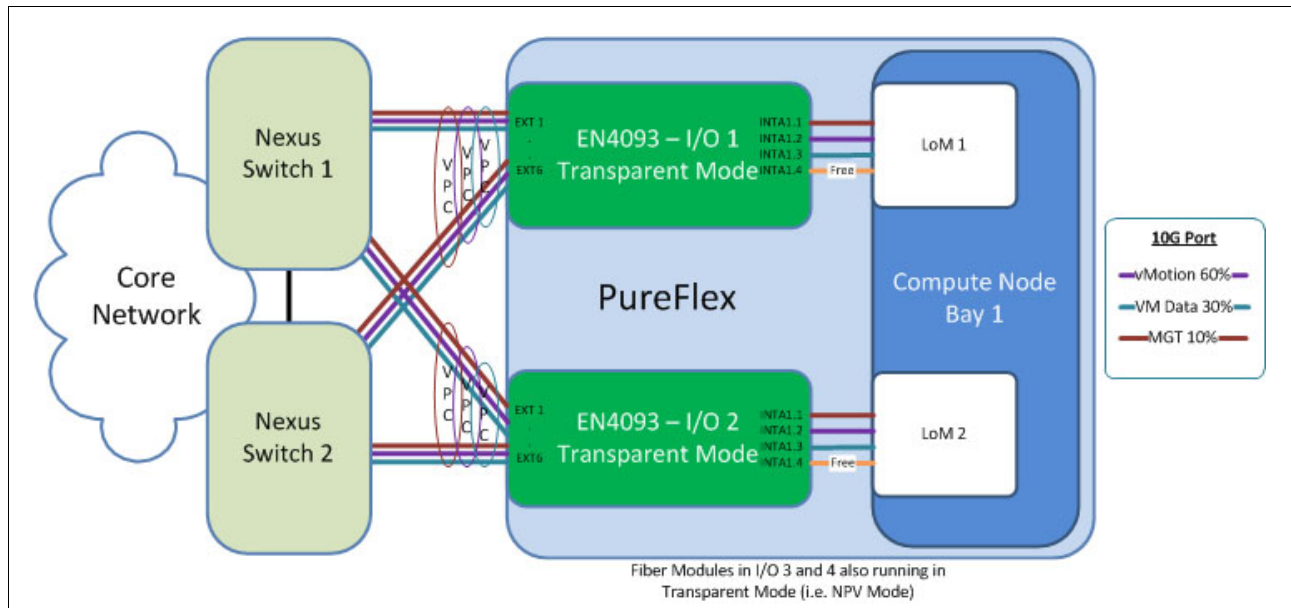 Core
Network
Nexus
Switch 1
Nexus
Switch 2
V
P
C
V
P
C
V
P
C
V
P
C
V
P
C
V
P
C
EXT 1
.
.
EXT6
EN4093 – I/O 1
Transparent Mode
INTA1.1
INTA1.2
INTA1.3
INTA1.4
Free
LoM 1
PureFlex
Compute Node
Bay 1
EXT 1
.
.
EXT6
EN4093 – I/O 2
Transparent Mode
INTA1.1
INTA1.2
INTA1.3
INTA1.4
Free
LoM 2
10G Port
vMotion 60%
VM Data 30%
MGT 10%
Fiber Modules in I/O 3 and 4 also running in
Transparent Mode (i.e. NPV Mode)